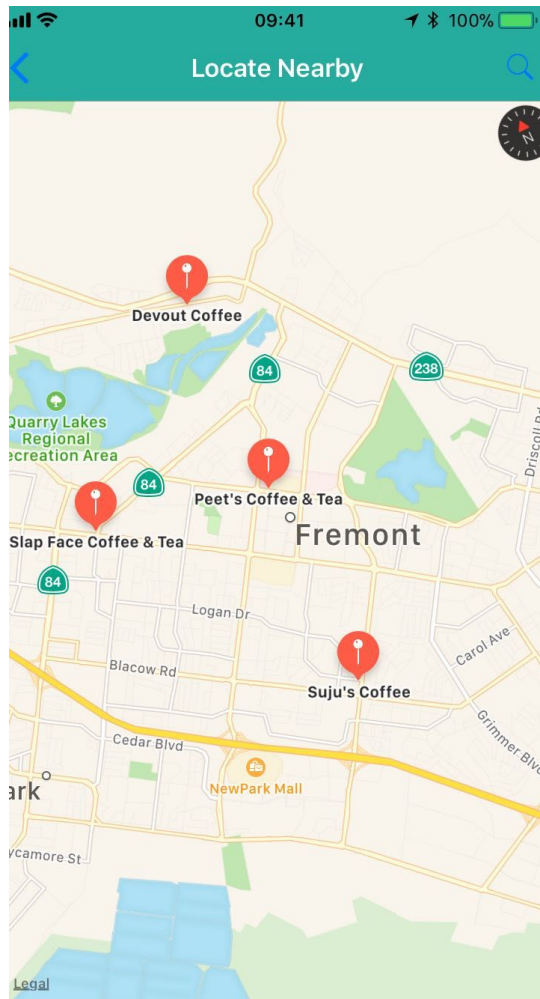 09:41
100%
Locate Nearby
N
Devout Coffee
84
238
Quarry Lakes
Regional
ecreation Area
Driscoll Rd
84
Peet's Coffee & Tea
Slap Face Coffee & Tea
Fremont
84
Logan Dr
Carol Ave
Blacow Rd
Suju's Coffee
Grimmer Blvd
Cedar Blvd
NewPark Mall
ark
ycamore St
Legal